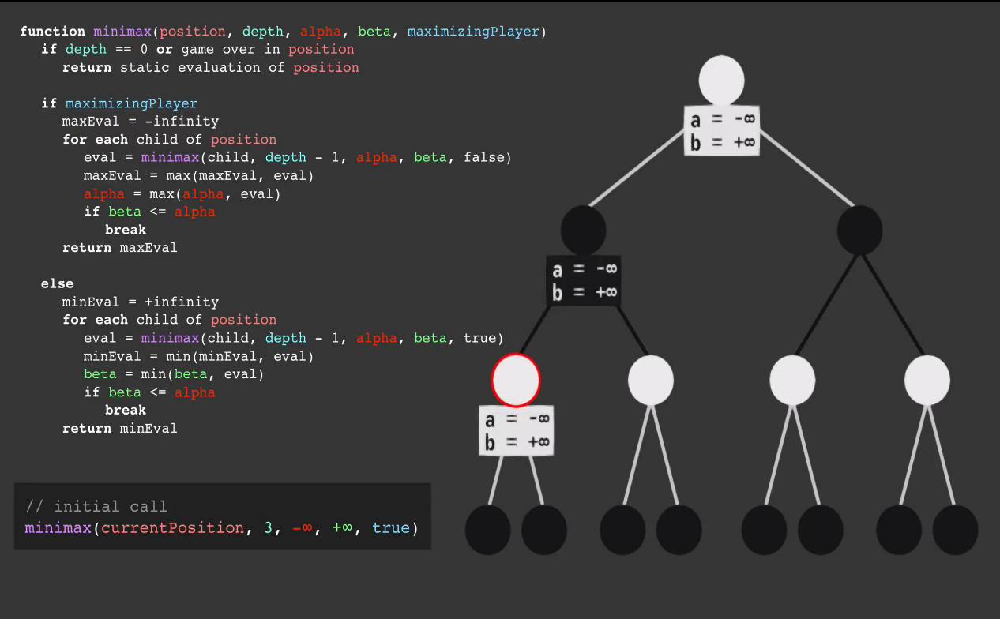 function minimax(position, depth, alpha, beta, maximizingPlayer)
if depth == 0 or game over in position
return static evaluation of position
if maximizingPlayer
maxEval = -infinity
for each child of position
eval = minimax(child, depth - 1, alpha, beta, false)
maxEval = max(maxEval, eval)
alpha = max(alpha, eval)
if beta <= alpha
break
return maxEval
else
minEval = +infinity
for each child of position
eval = minimax(child, depth - 1, alpha, beta, true)
minEval = min(minEval, eval)
beta = min(beta, eval)
if beta <= alpha
break
return minEval
// initial call
minimax(currentPosition, 3, -∞, +∞, true)
a = -∞
b = +∞
a = -∞
b = +∞
a = -∞
b = +∞